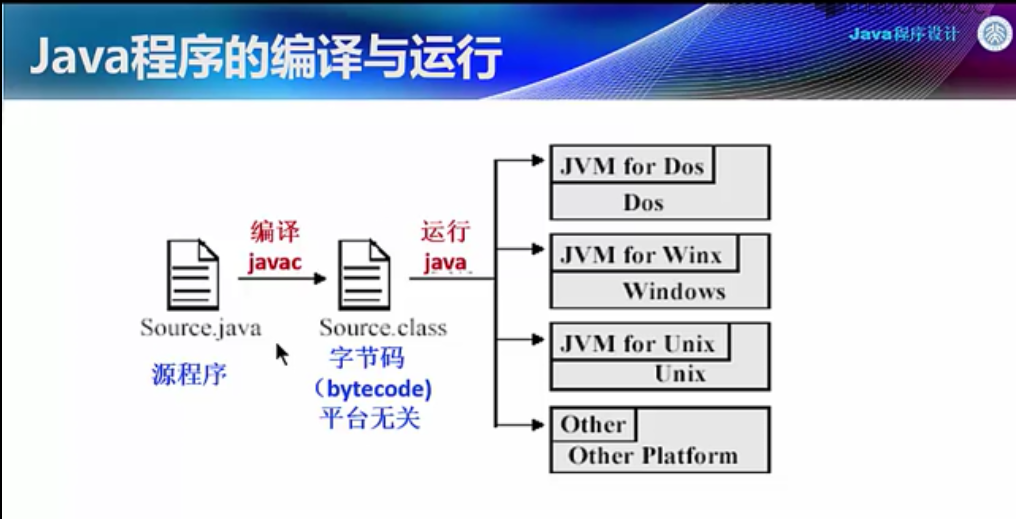 Java程序设计
Java程序的编译与运行
编译
javac
运行
java
Source.java
源程序
Source.class
字节码
（bytecode)
平台无关
JVM for Dos
Dos
JVM for Winx
Windows
JVM for Unix
Unix
Other
Other Platform